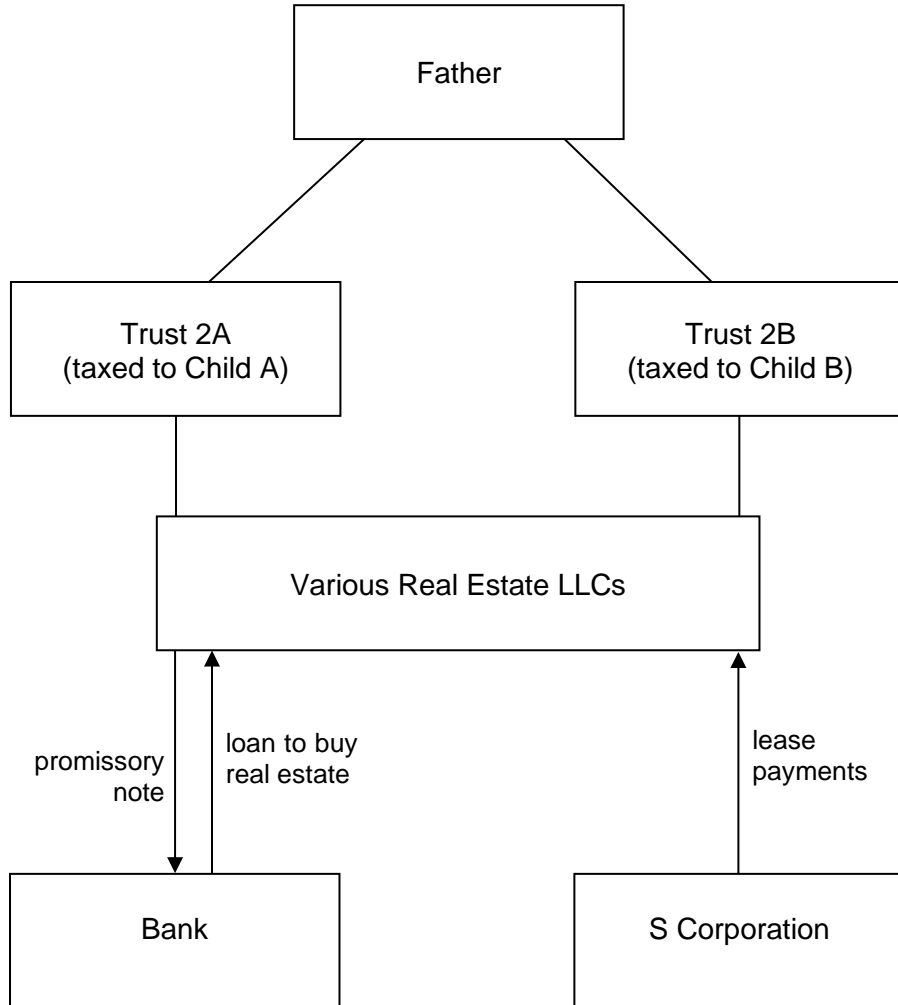 Father
Trust 2A
(taxed to Child A)
Trust 2B
(taxed to Child B)
Various Real Estate LLCs
promissory
note
loan to buy
real estate
lease
payments
Bank
S Corporation